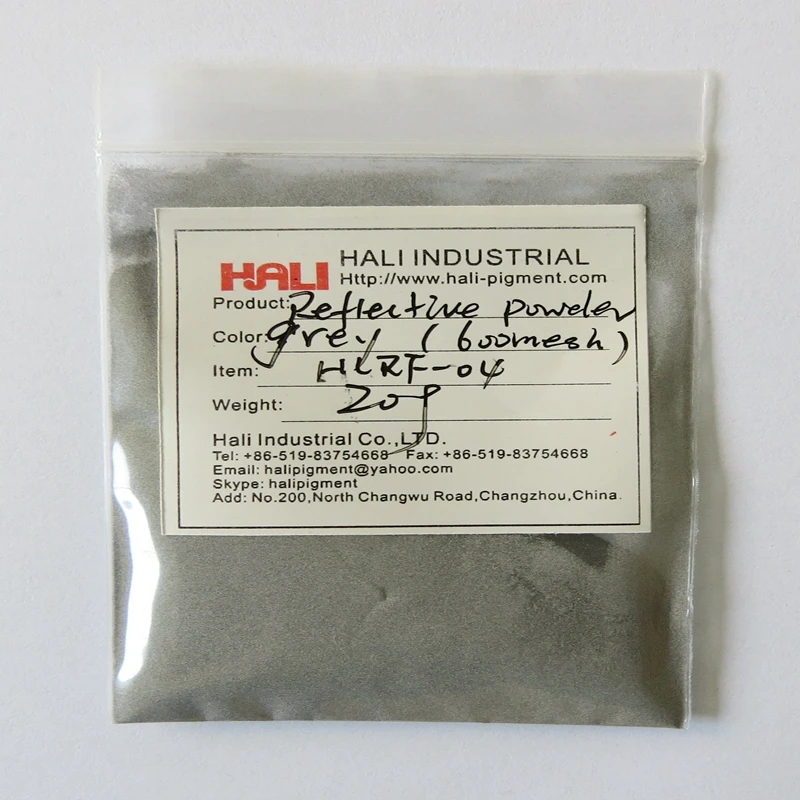 HALI
HALI INDUSTRIAL
Http://www.hali-pigment.com
Product: Reflective powder
Color: grey (600mesh)
Item: HLRF-04
Weight: 20g
Hali Industrial Co.,LTD.
Tel: +86-519-83754668 Fax: +86-519-83754668
Email: halipigment@yahoo.com
Skype: halipigment
Add: No.200,North Changwu Road,Changzhou,China.